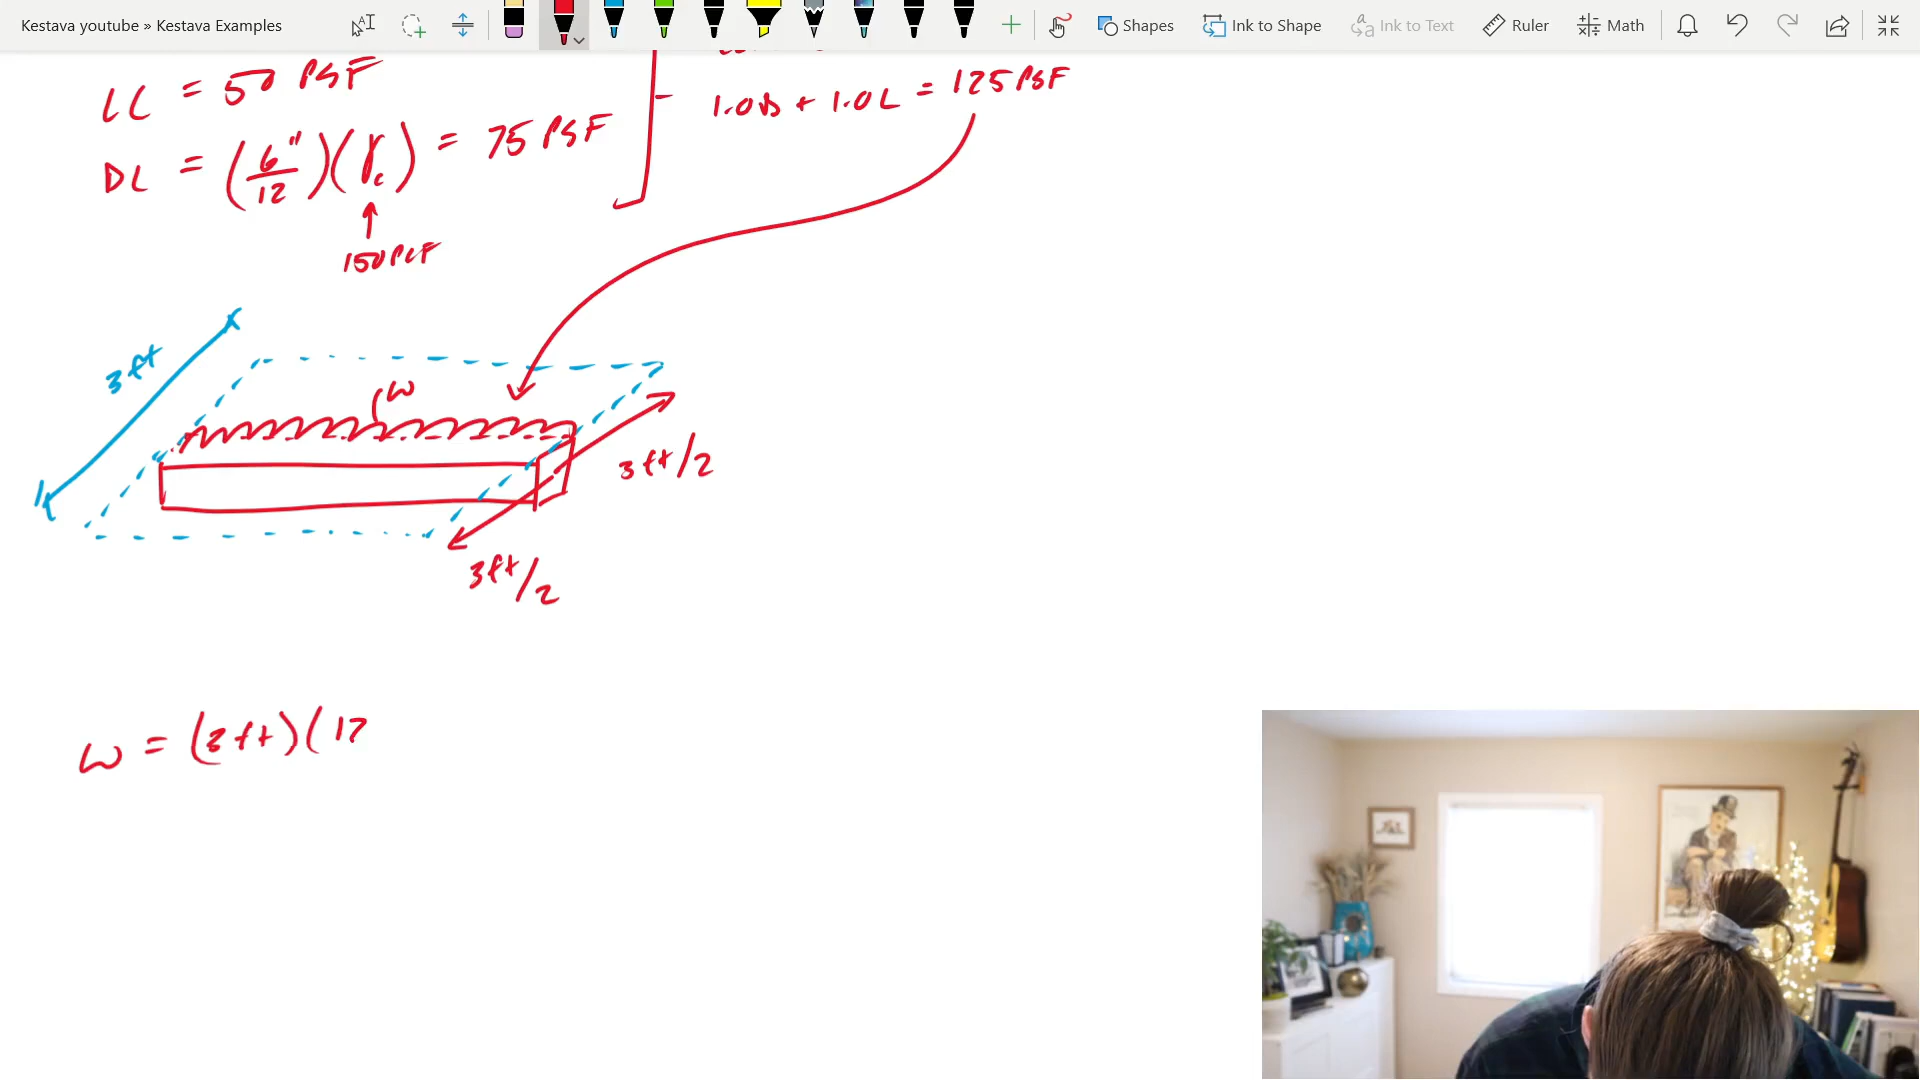 Kestava youtube » Kestava Examples
Shapes
Ink to Shape
Ink to Text
Ruler
Math
LC = 50 PSF
1.0D + 1.0L = 125 PSF
DL = (6"/12)(γc) = 75 PSF
150 PCF
3 ft
w
3 ft/2
3 ft/2
w = (3 ft)(12